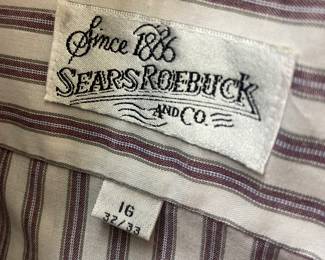 Since 1886
SEARS ROEBUCK
AND CO.
16
32/33